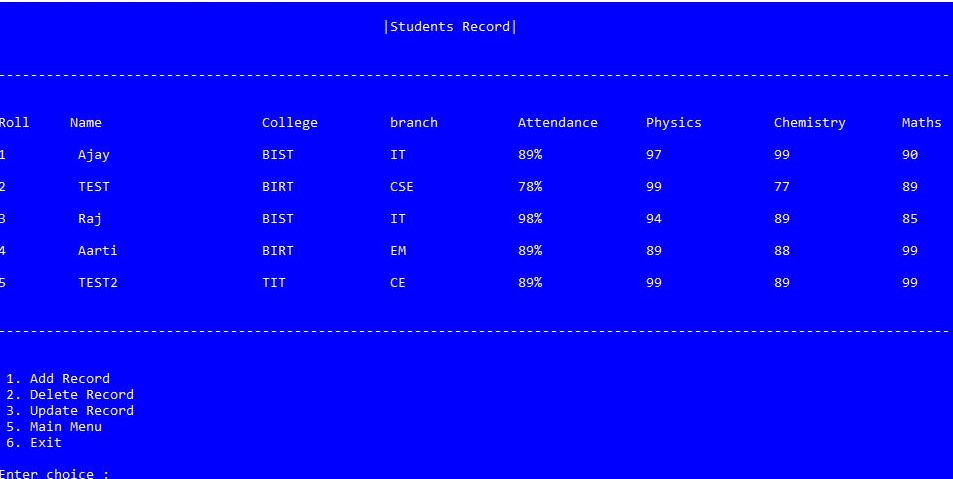 |Students Record|
--------------------------------------------------------------------------------------------------------------------
Roll Name College branch Attendance Physics Chemistry Maths
1 Ajay BIST IT 89% 97 99 90
2 TEST BIRT CSE 78% 99 77 89
3 Raj BIST IT 98% 94 89 85
4 Aarti BIRT EM 89% 89 88 99
5 TEST2 TIT CE 89% 99 89 99
--------------------------------------------------------------------------------------------------------------------
1. Add Record
2. Delete Record
3. Update Record
5. Main Menu
6. Exit
Enter choice :